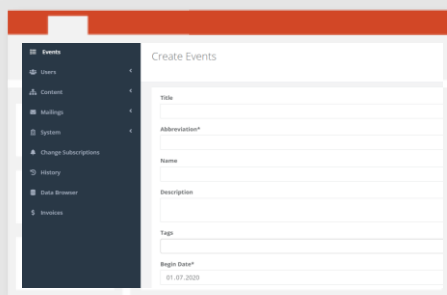 Events
Users
Content
Mailings
System
Change Subscriptions
History
Data Browser
Invoices
Create Events
Title
Abbreviation*
Name
Description
Tags
Begin Date*
01.07.2020